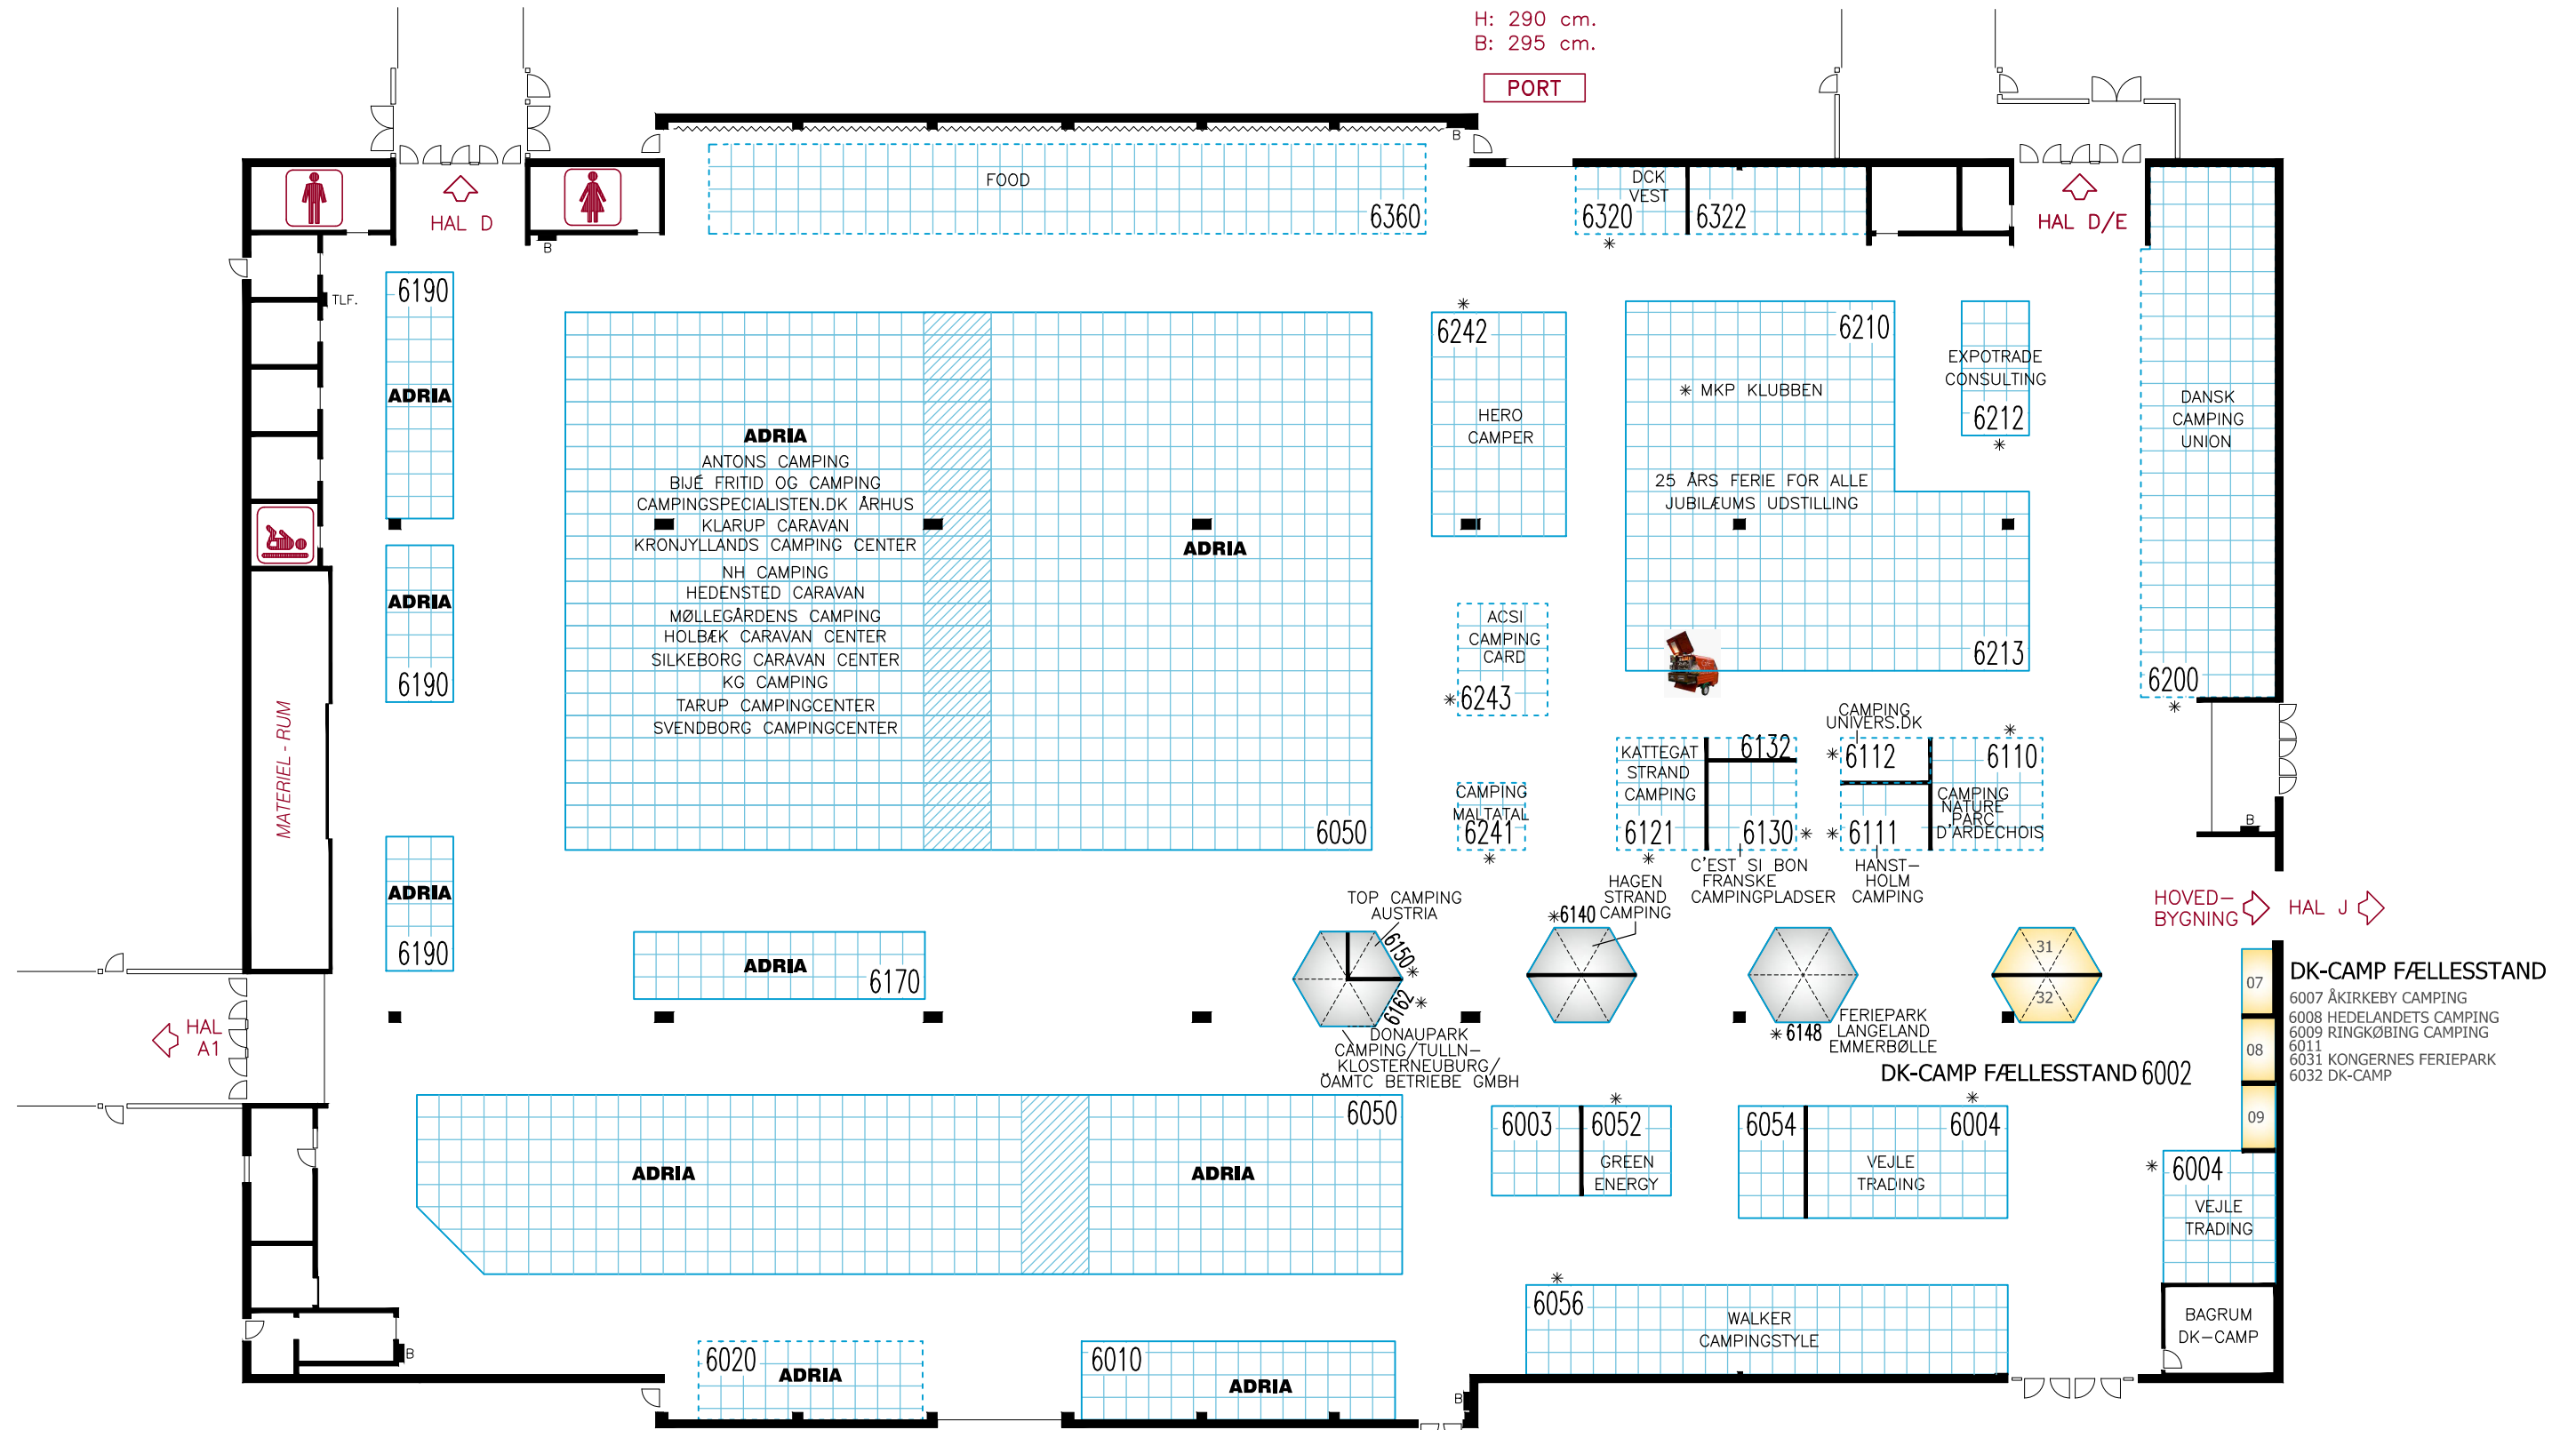 H: 290 cm.
B: 295 cm.
PORT
B
HAL D
B
TLF.
FOOD
6360
DCK
VEST
6320
6322
*
HAL D/E
6190
ADRIA
ADRIA
6190
ADRIA
6190
MATERIEL - RUM
ADRIA
ANTONS CAMPING
BIJÉ FRITID OG CAMPING
CAMPINGSPECIALISTEN.DK ÅRHUS
KLARUP CARAVAN
KRONJYLLANDS CAMPING CENTER
NH CAMPING
HEDENSTED CARAVAN
MØLLEGÅRDENS CAMPING
HOLBÆK CARAVAN CENTER
SILKEBORG CARAVAN CENTER
KG CAMPING
TARUP CAMPINGCENTER
SVENDBORG CAMPINGCENTER
ADRIA
6050
*
6242
HERO
CAMPER
ACSI
CAMPING
CARD
*6243
CAMPING
MALTATAL
6241
*
6210
* MKP KLUBBEN
25 ÅRS FERIE FOR ALLE
JUBILÆUMS UDSTILLING
6213
EXPOTRADE
CONSULTING
6212
*
DANSK
CAMPING
UNION
6200
*
KATTEGAT
STRAND
CAMPING
6121
*
6132
6130 *
C'EST SI BON
FRANSKE
CAMPINGPLADSER
CAMPING
UNIVERS.DK
* 6112
* 6111
HANST-
HOLM
CAMPING
*
6110
CAMPING
NATURE
PARC
D'ARDECHOIS
B
HOVED-
BYGNING
HAL J
TOP CAMPING
AUSTRIA
6150*
6162 *
DONAUPARK
CAMPING/TULLN-
KLOSTERNEUBURG/
ÖAMTC BETRIEBE GMBH
HAGEN
STRAND
CAMPING
*6140
* 6148
FERIEPARK
LANGELAND
EMMERBØLLE
31
32
DK-CAMP FÆLLESSTAND 6002
07
08
09
DK-CAMP FÆLLESSTAND
6007 ÅKIRKEBY CAMPING
6008 HEDELANDETS CAMPING
6009 RINGKØBING CAMPING
6011
6031 KONGERNES FERIEPARK
6032 DK-CAMP
ADRIA
6170
HAL
A1
6050
ADRIA
ADRIA
6003
*
6052
GREEN
ENERGY
6054
*
6004
VEJLE
TRADING
* 6004
VEJLE
TRADING
*
6056
WALKER
CAMPINGSTYLE
BAGRUM
DK-CAMP
B
6020
ADRIA
6010
ADRIA
B